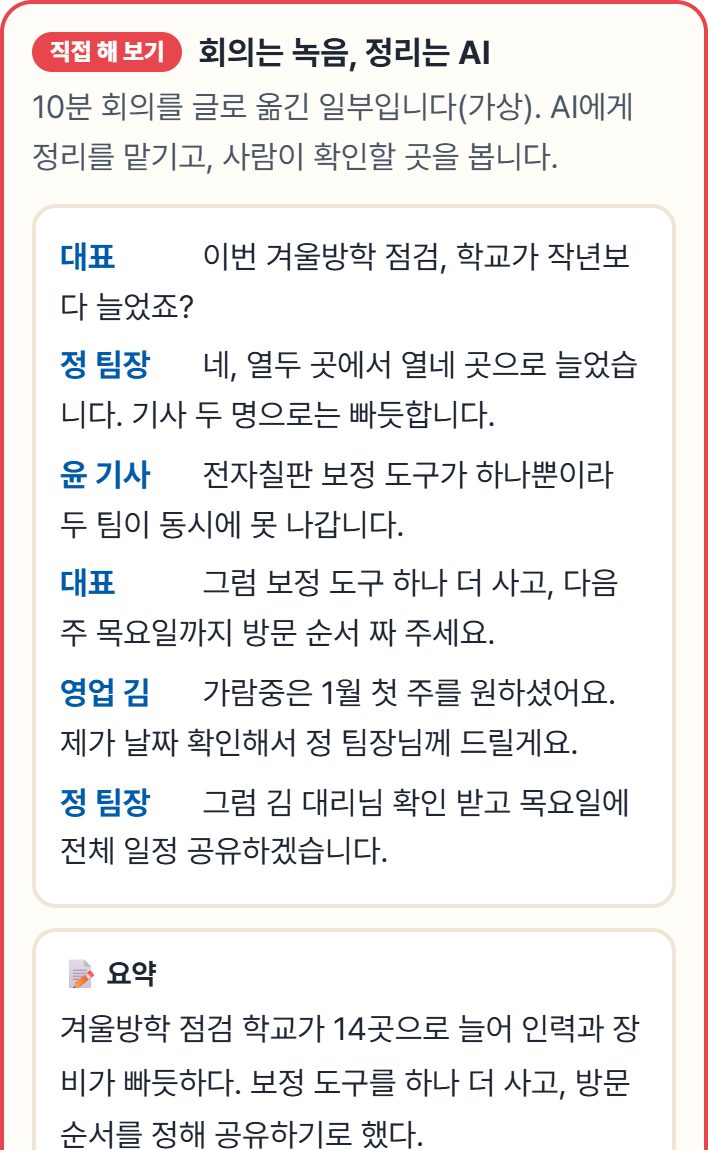 직접 해 보기 회의는 녹음, 정리는 AI
10분 회의를 글로 옮긴 일부입니다(가상). AI에게
정리를 맡기고, 사람이 확인할 곳을 봅니다.
대표 이번 겨울방학 점검, 학교가 작년보
다 늘었죠?
정 팀장 네, 열두 곳에서 열네 곳으로 늘었습
니다. 기사 두 명으로는 빠듯합니다.
윤 기사 전자칠판 보정 도구가 하나뿐이라
두 팀이 동시에 못 나갑니다.
대표 그럼 보정 도구 하나 더 사고, 다음
주 목요일까지 방문 순서 짜 주세요.
영업 김 가람중은 1월 첫 주를 원하셨어요.
제가 날짜 확인해서 정 팀장님께 드릴게요.
정 팀장 그럼 김 대리님 확인 받고 목요일에
전체 일정 공유하겠습니다.
요약
겨울방학 점검 학교가 14곳으로 늘어 인력과 장
비가 빠듯하다. 보정 도구를 하나 더 사고, 방문
순서를 정해 공유하기로 했다.